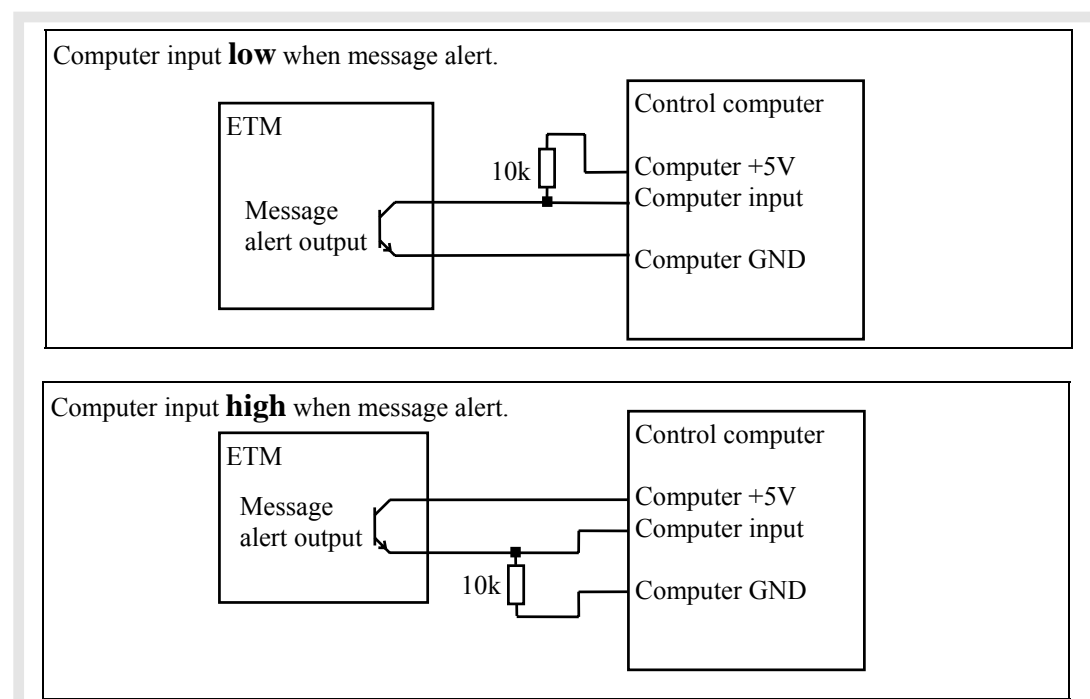 Computer input low when message alert.
Control computer
ETM
10k
Computer +5V
Computer input
Message
alert output
Computer GND
Computer input high when message alert.
Control computer
ETM
Computer +5V
Message
Computer input
alert output
10k
Computer GND